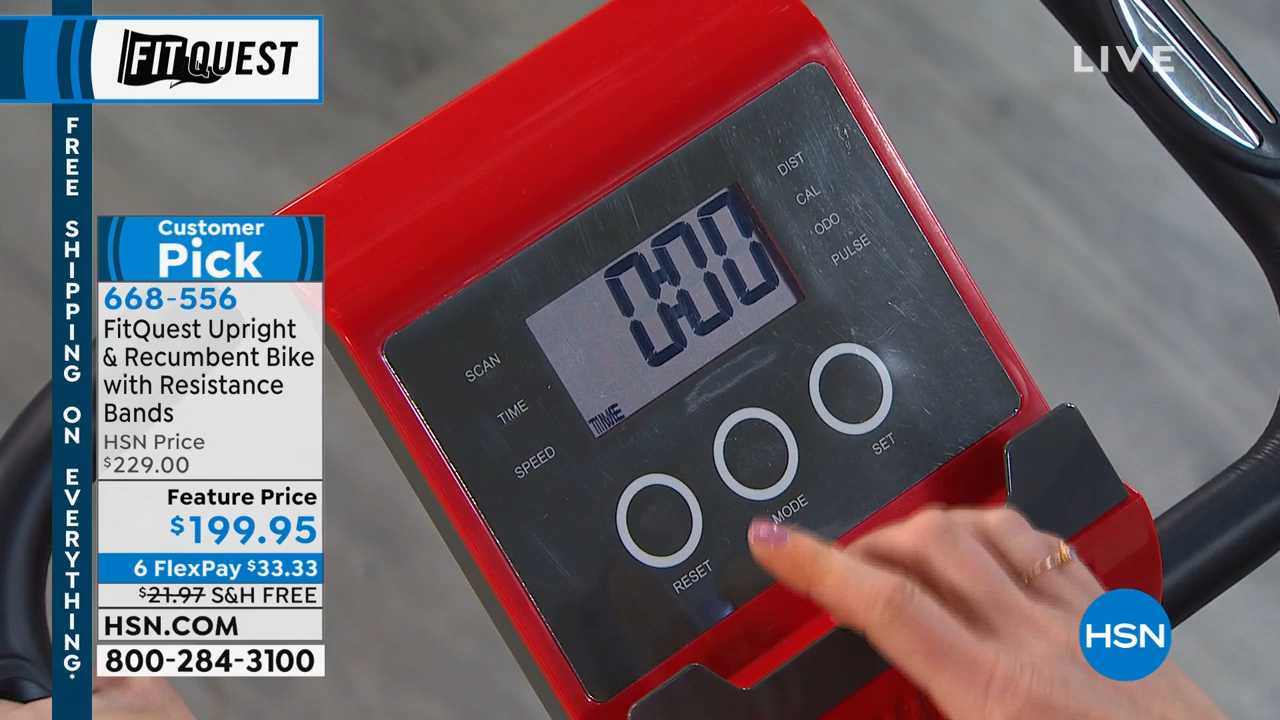 FITQUEST
LIVE
FREE SHIPPING ON EVERYTHING*
Customer
Pick
668-556
FitQuest Upright
& Recumbent Bike
with Resistance
Bands
HSN Price
$229.00
Feature Price
$199.95
6 FlexPay $33.33
$21.97 S&H FREE
HSN.COM
800-284-3100
DIST
CAL
ODO
PULSE
0:00
SCAN
TIME
SPEED
TIME
SET
MODE
RESET
HSN